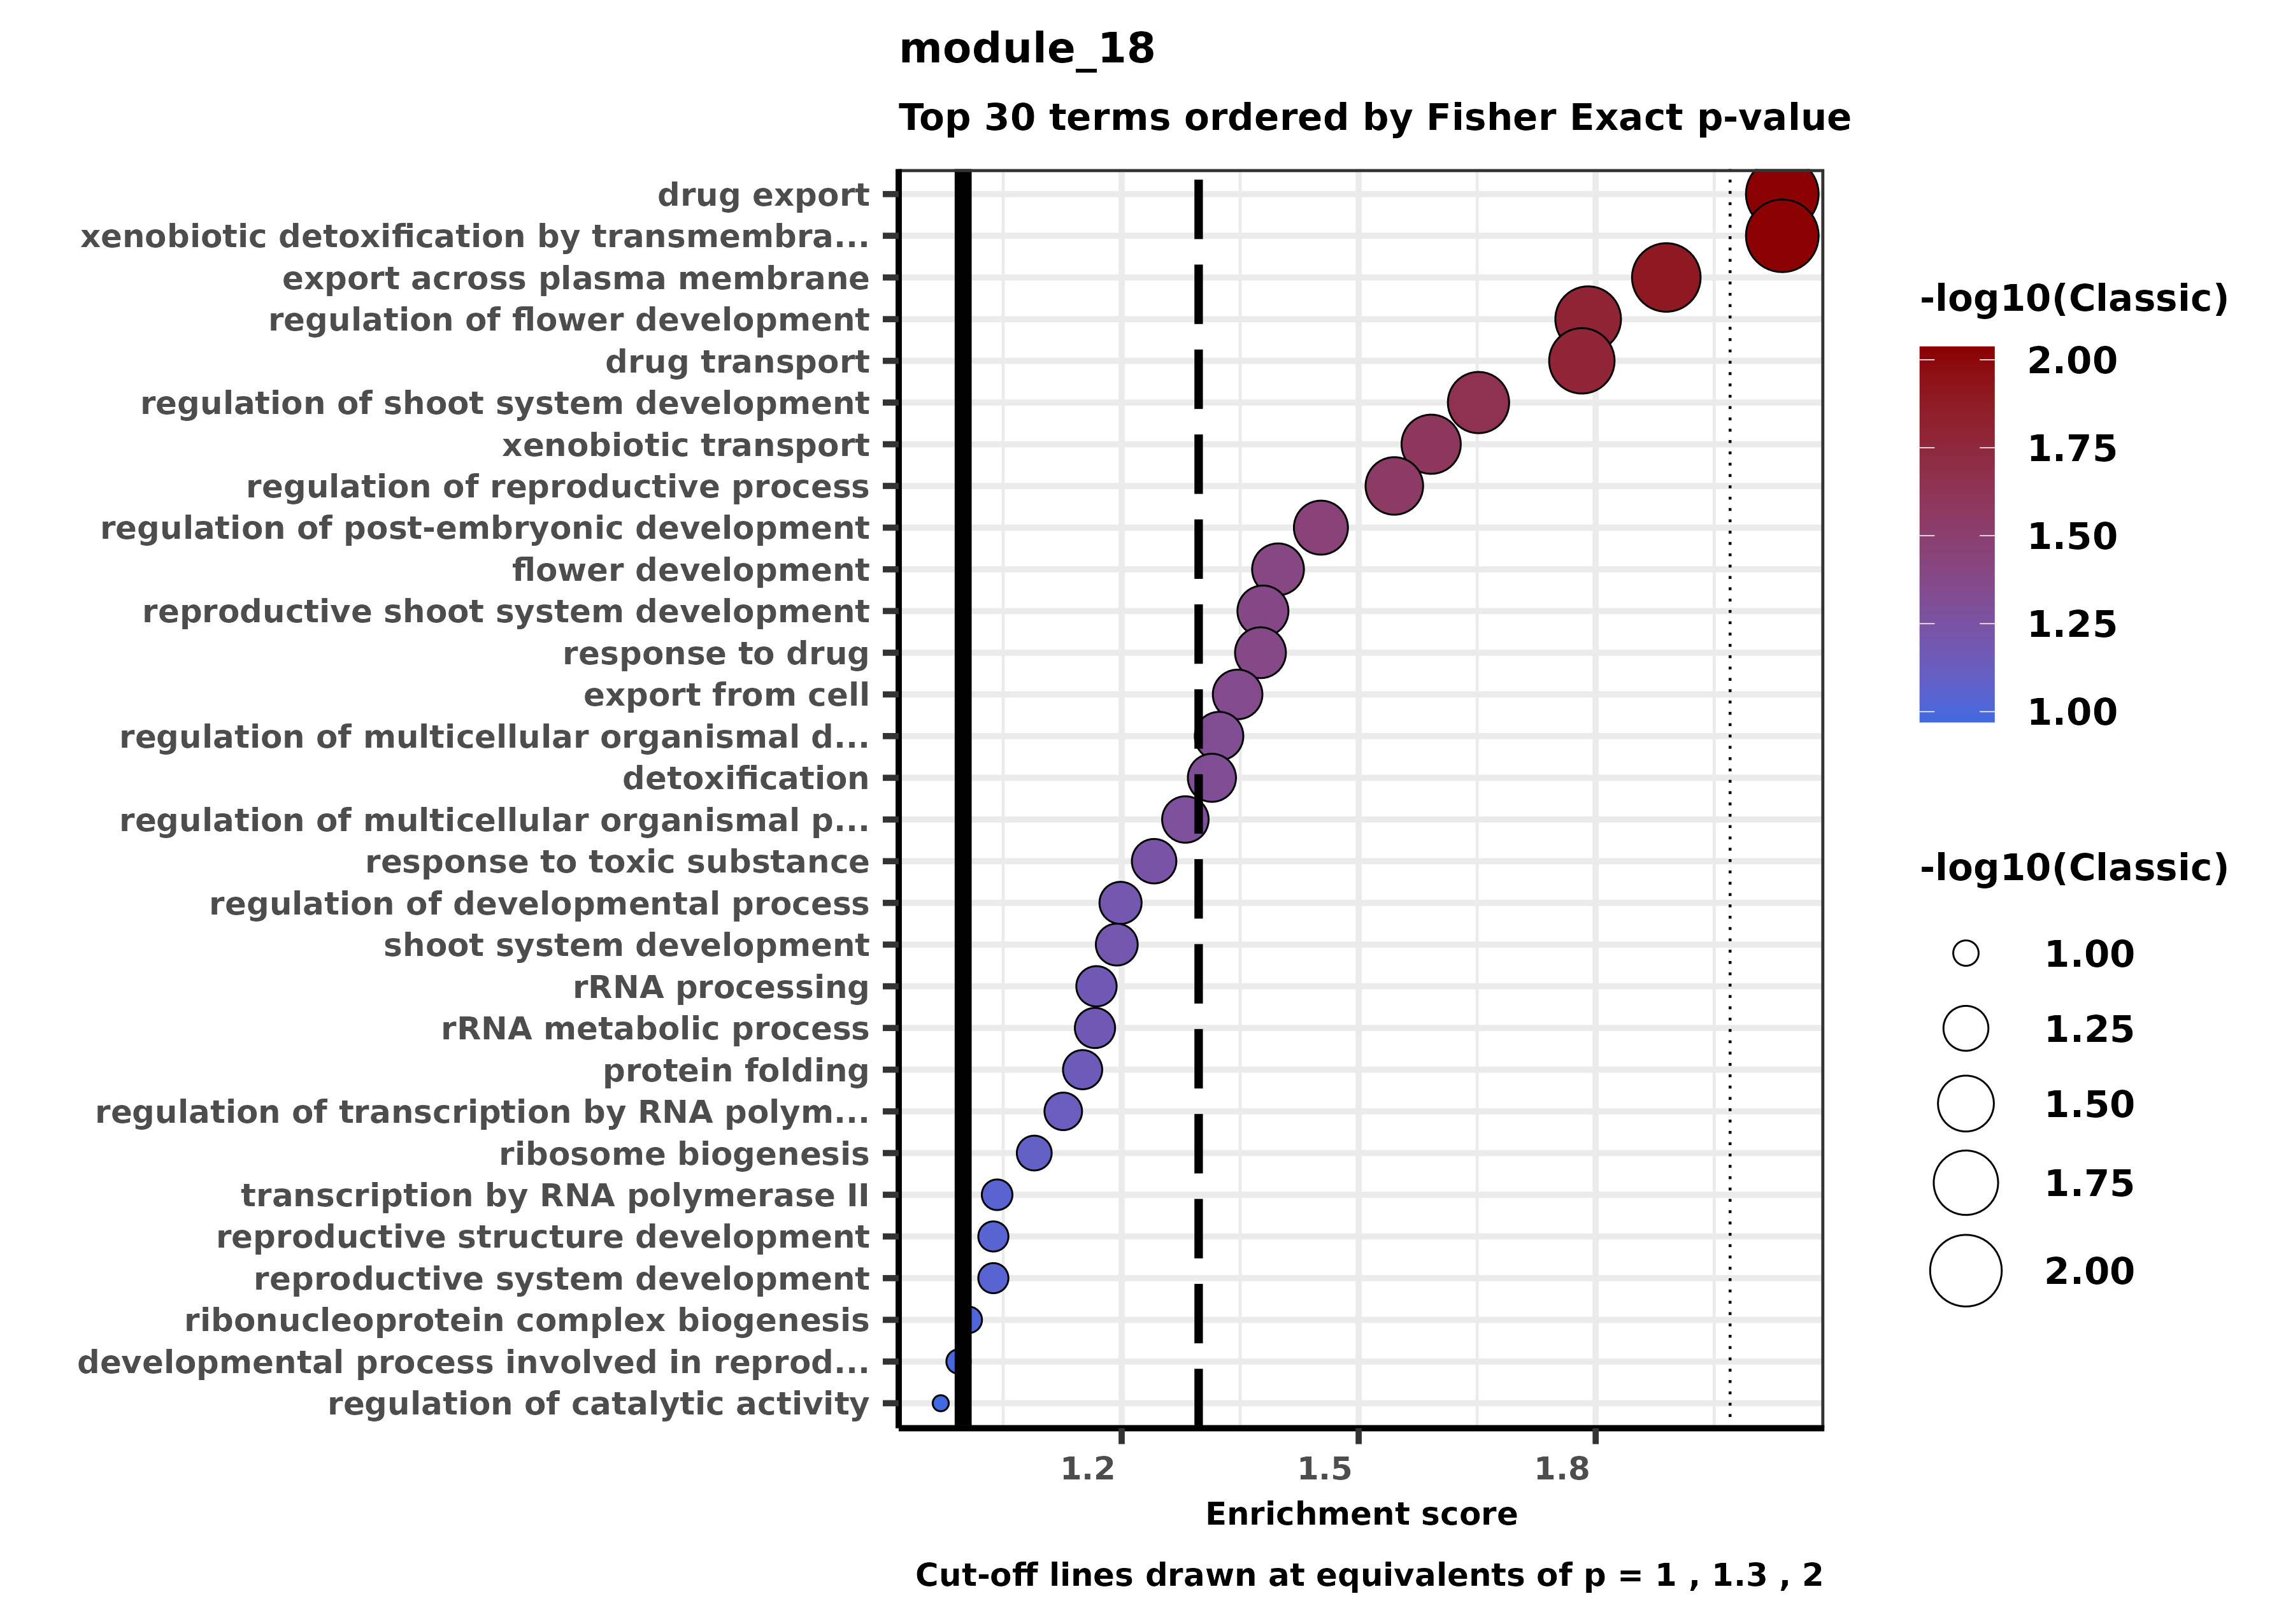 module_18
Top 30 terms ordered by Fisher Exact p-value
drug export
xenobiotic detoxification by transmembra...
export across plasma membrane
regulation of flower development
drug transport
regulation of shoot system development
xenobiotic transport
regulation of reproductive process
regulation of post-embryonic development
flower development
reproductive shoot system development
response to drug
export from cell
regulation of multicellular organismal d...
detoxification
regulation of multicellular organismal p...
response to toxic substance
regulation of developmental process
shoot system development
rRNA processing
rRNA metabolic process
protein folding
regulation of transcription by RNA polym...
ribosome biogenesis
transcription by RNA polymerase II
reproductive structure development
reproductive system development
ribonucleoprotein complex biogenesis
developmental process involved in reprod...
regulation of catalytic activity
1.2 1.5 1.8
Enrichment score
Cut-off lines drawn at equivalents of p = 1 , 1.3 , 2
-log10(Classic)
2.00
1.75
1.50
1.25
1.00
-log10(Classic)
1.00
1.25
1.50
1.75
2.00